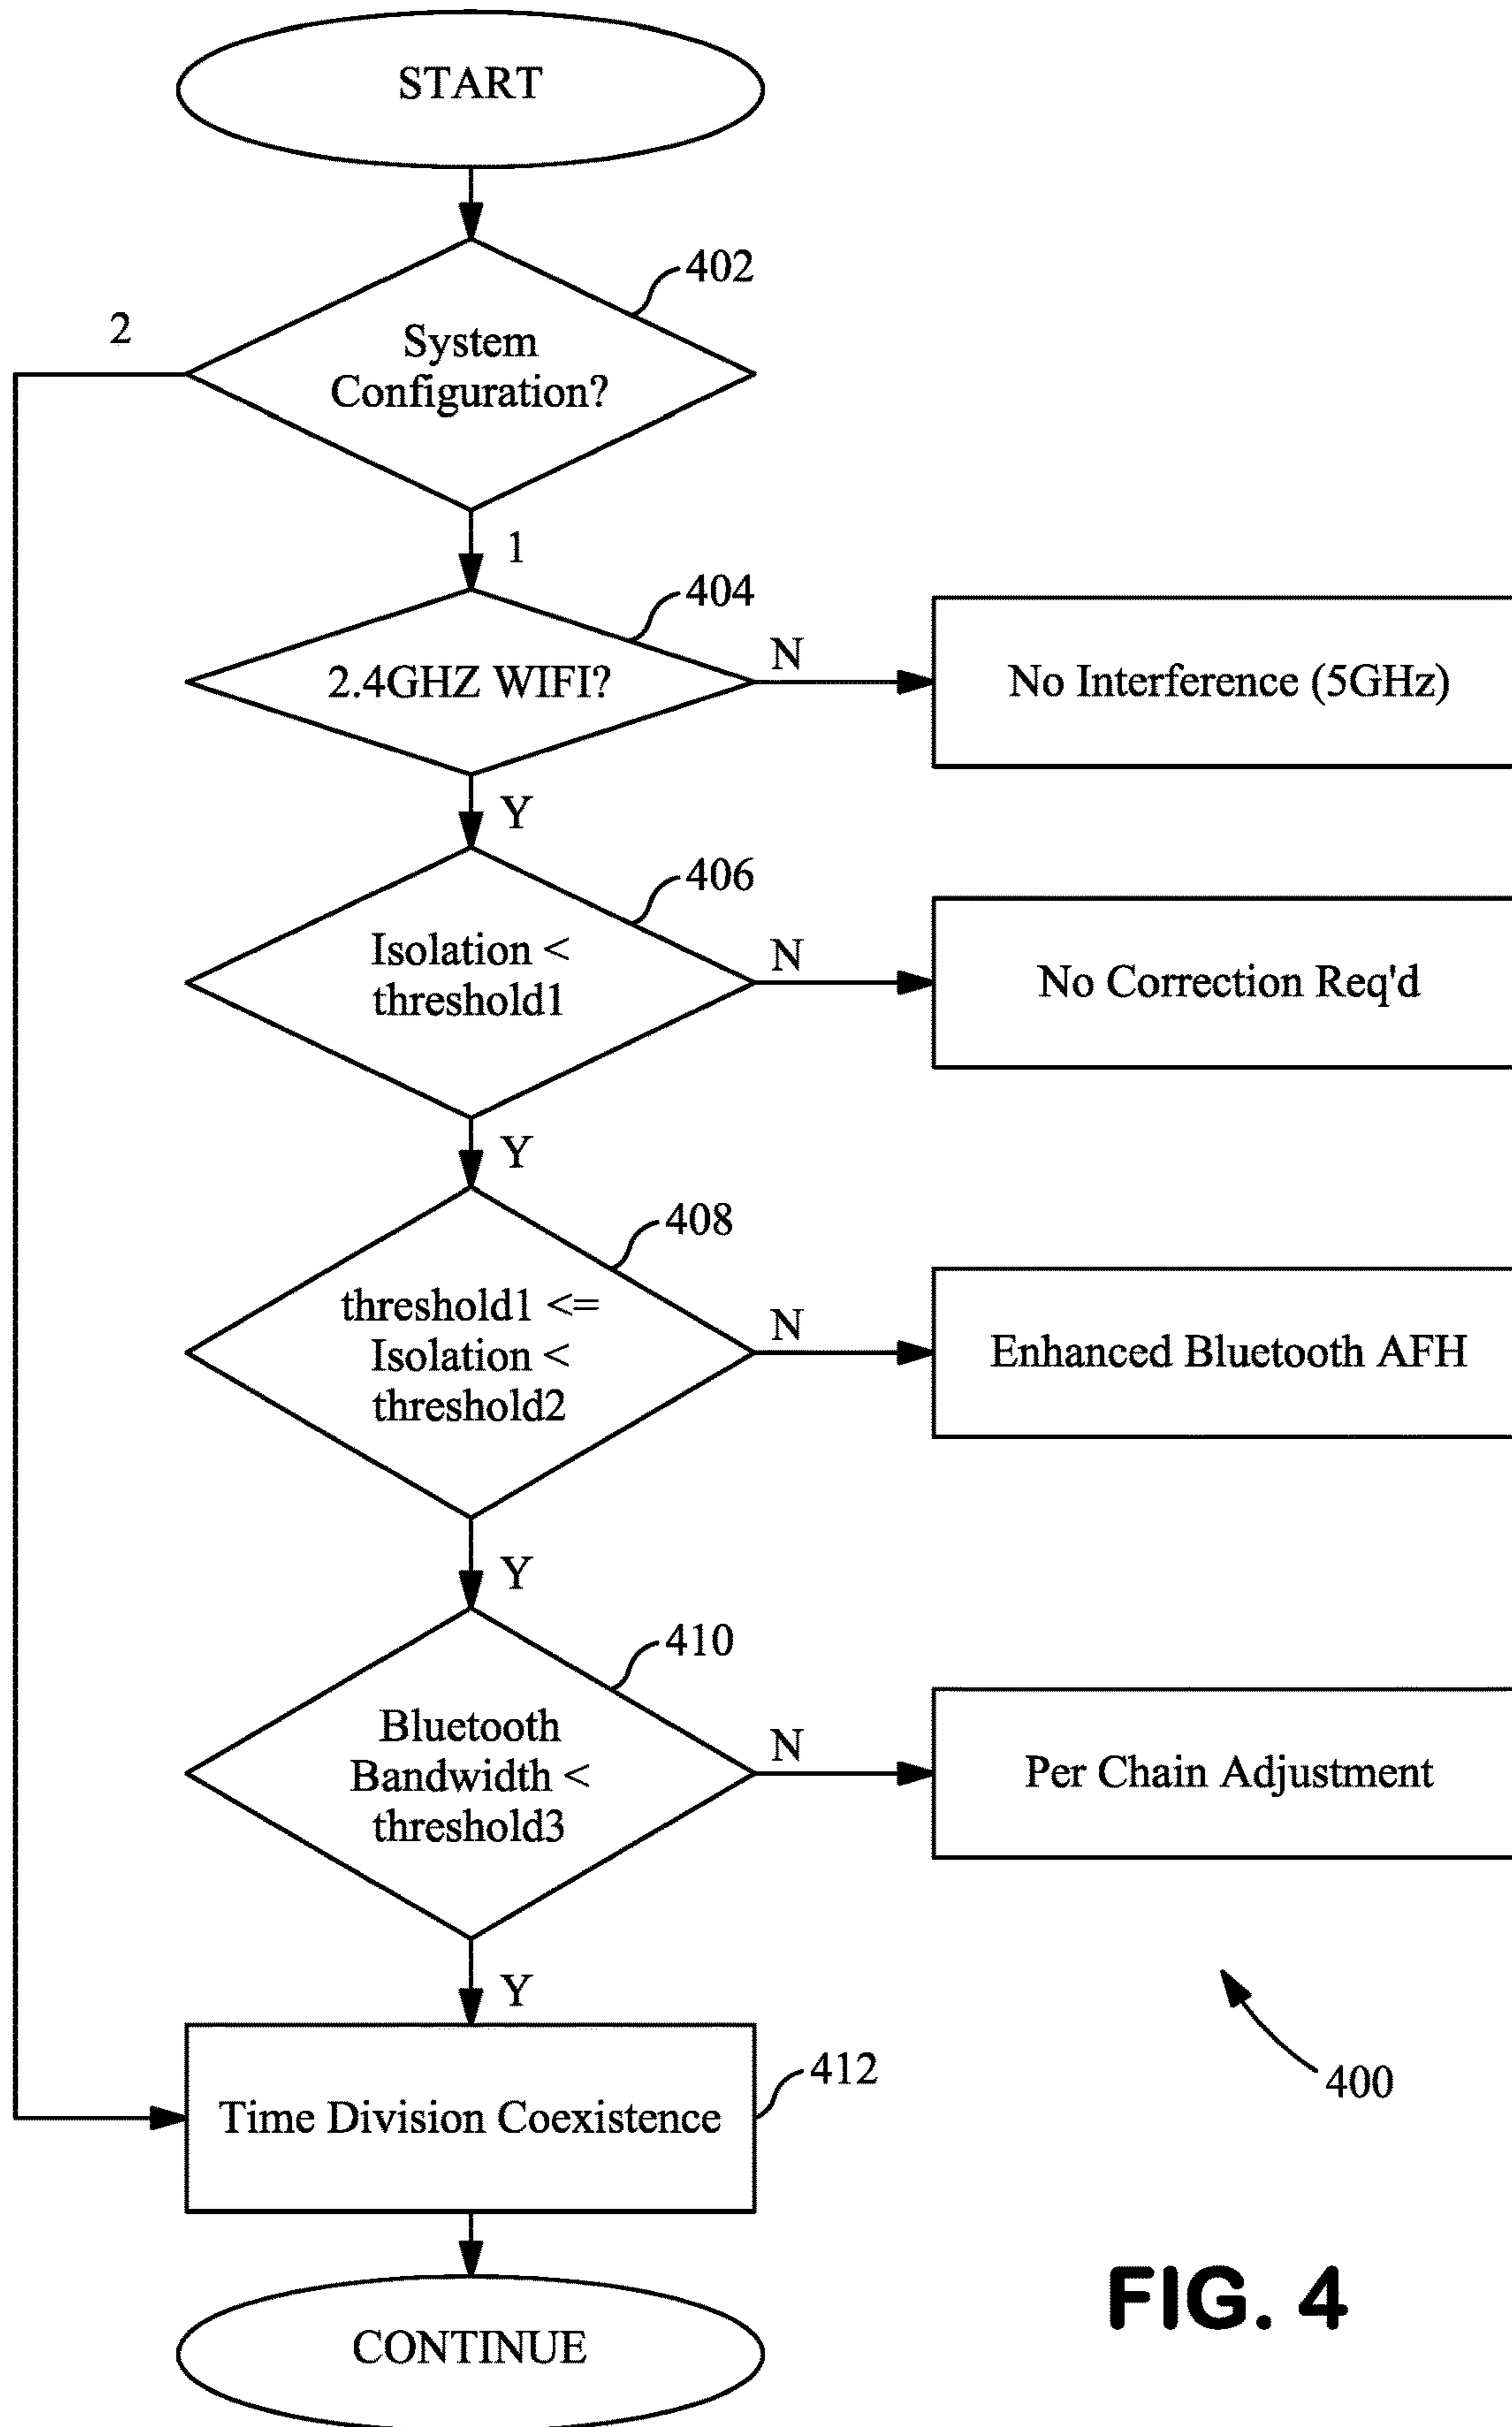 START
402
2
System
Configuration?
1
404
2.4GHZ WIFI?
N
No Interference (5GHz)
Y
406
Isolation <
threshold1
N
No Correction Req'd
Y
408
threshold1 <=
Isolation <
threshold2
N
Enhanced Bluetooth AFH
Y
410
Bluetooth
Bandwidth <
threshold3
N
Per Chain Adjustment
Y
412
Time Division Coexistence
400
CONTINUE
FIG. 4